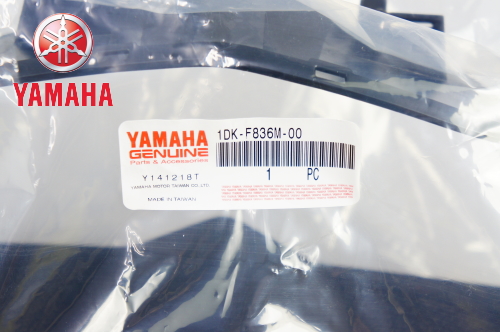 YAMAHA
YAMAHA
GENUINE
Parts & Accessories
Y141218T
YAMAHA MOTOR TAIWAN CO.,LTD.
MADE IN TAIWAN
1DK-F836M-00
1 PC